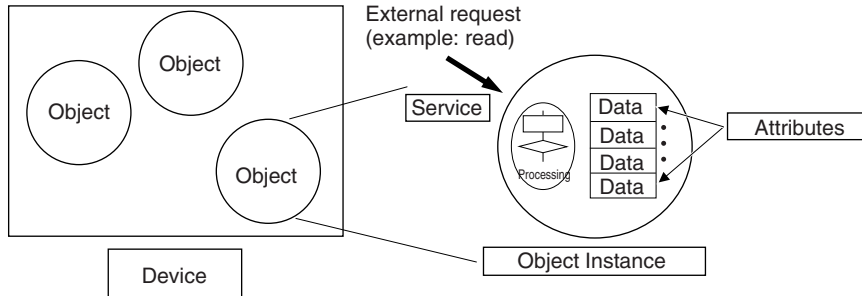 External request
(example: read)
Object
Object
Object
Service
Data
Data
Data
Data
Processing
Attributes
Object Instance
Device